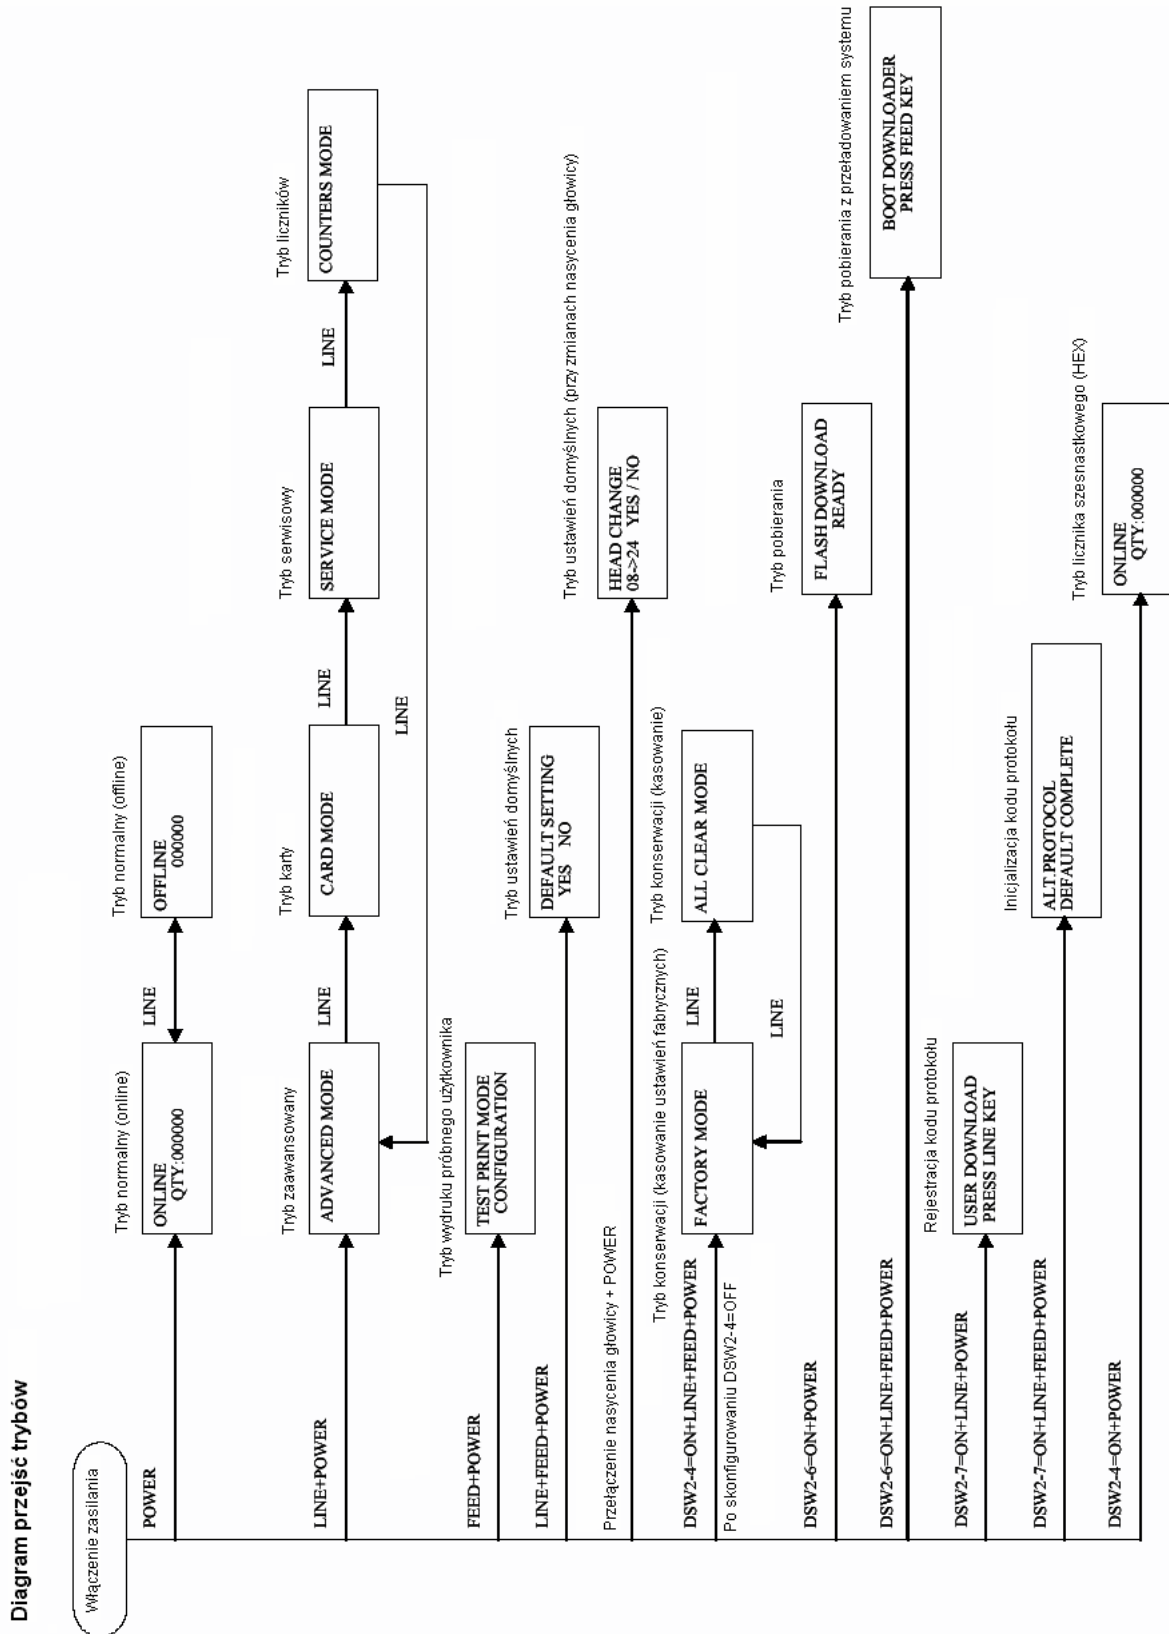 Diagram przejść trybów
Włączenie zasilania
POWER
Tryb normalny (online)
ONLINE
QTY:000000
LINE
Tryb normalny (offline)
OFFLINE
000000
LINE+POWER
Tryb zaawansowany
ADVANCED MODE
LINE
Tryb karty
CARD MODE
LINE
Tryb serwisowy
SERVICE MODE
LINE
Tryb liczników
COUNTERS MODE
LINE
FEED+POWER
Tryb wydruku próbnego użytkownika
TEST PRINT MODE
CONFIGURATION
LINE+FEED+POWER
Tryb ustawień domyślnych
DEFAULT SETTING
YES NO
Przełączenie nasycenia głowicy + POWER
Tryb ustawień domyślnych (przy zmianach nasycenia głowicy)
HEAD CHANGE
08->24 YES / NO
DSW2-4=ON+LINE+FEED+POWER
Po skonfigurowaniu DSW2-4=OFF
Tryb konserwacji (kasowanie ustawień fabrycznych)
FACTORY MODE
LINE
Tryb konserwacji (kasowanie)
ALL CLEAR MODE
LINE
DSW2-6=ON+POWER
Tryb pobierania
FLASH DOWNLOAD
READY
DSW2-6=ON+LINE+FEED+POWER
Tryb pobierania z przeładowaniem systemu
BOOT DOWNLOADER
PRESS FEED KEY
DSW2-7=ON+LINE+POWER
Rejestracja kodu protokołu
USER DOWNLOAD
PRESS LINE KEY
DSW2-7=ON+LINE+FEED+POWER
Inicjalizacja kodu protokołu
ALT.PROTOCOL
DEFAULT COMPLETE
DSW2-4=ON+POWER
Tryb licznika szesnastkowego (HEX)
ONLINE
QTY:000000